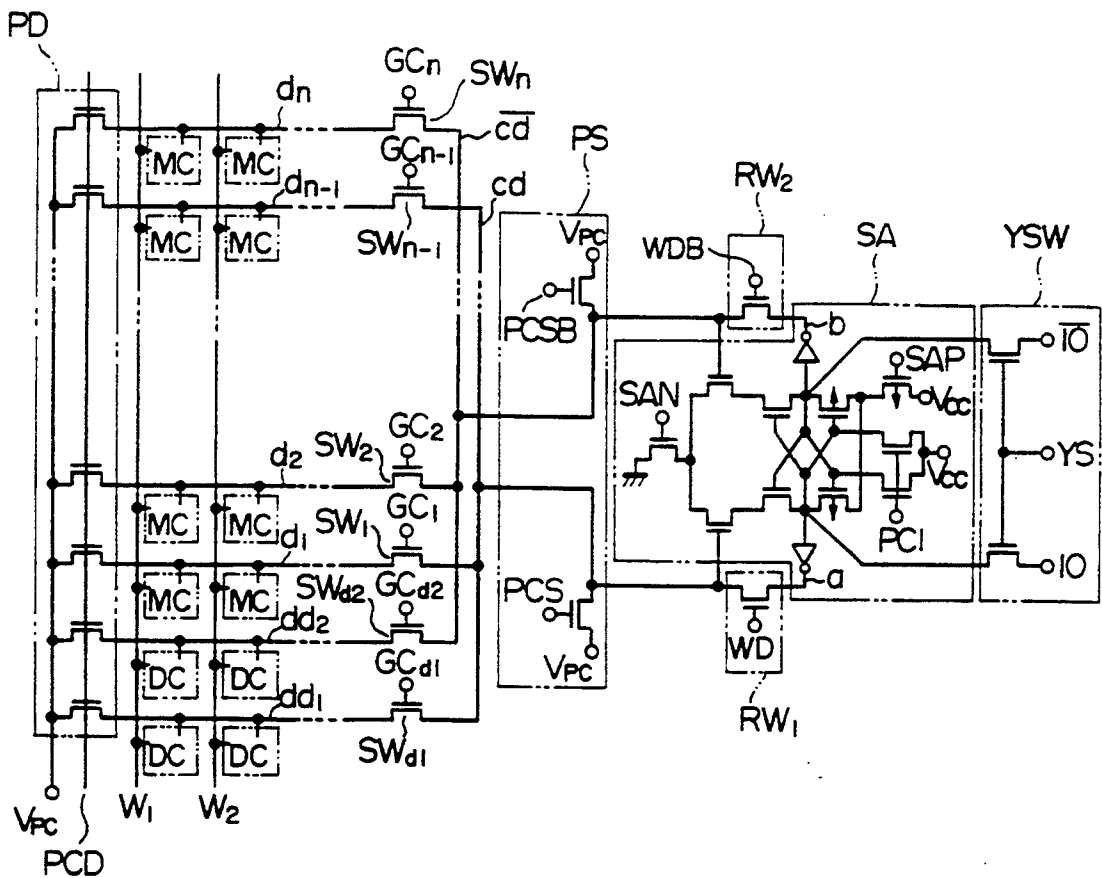 PD
GCn
SWn
dn
c̅d̅
PS
MC MC
GCn-1
cd
RW2
dn-1
VPC
WDB
SA
YSW
MC MC
SWn-1
PCSB
b
I̅O̅
SAP
SAN
VCC
GC2
SW2
d2
YS
VCC
MC MC
GC1
SW1
d1
PCI
IO
a
MC MC
GCd2
SWd2
PCS
dd2
WD
DC DC
GCd1
VPC
dd1
RW1
SWd1
DC DC
VPC
W1 W2
PCD